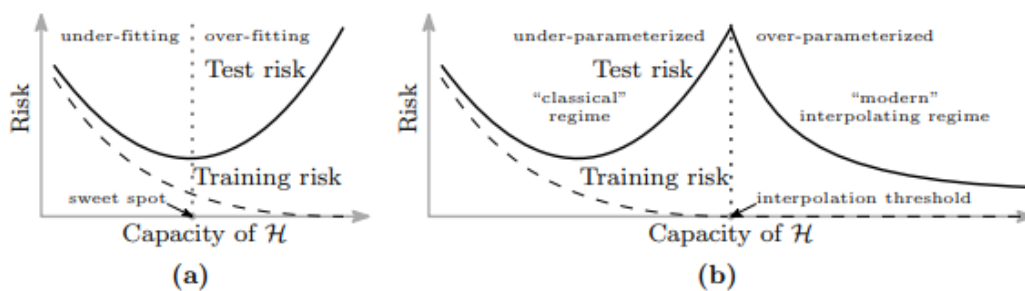 Risk
under-fitting
over-fitting
Test risk
Training risk
sweet spot
Capacity of ℋ
(a)
Risk
under-parameterized
over-parameterized
Test risk
“classical”
regime
“modern”
interpolating regime
Training risk
interpolation threshold
Capacity of ℋ
(b)